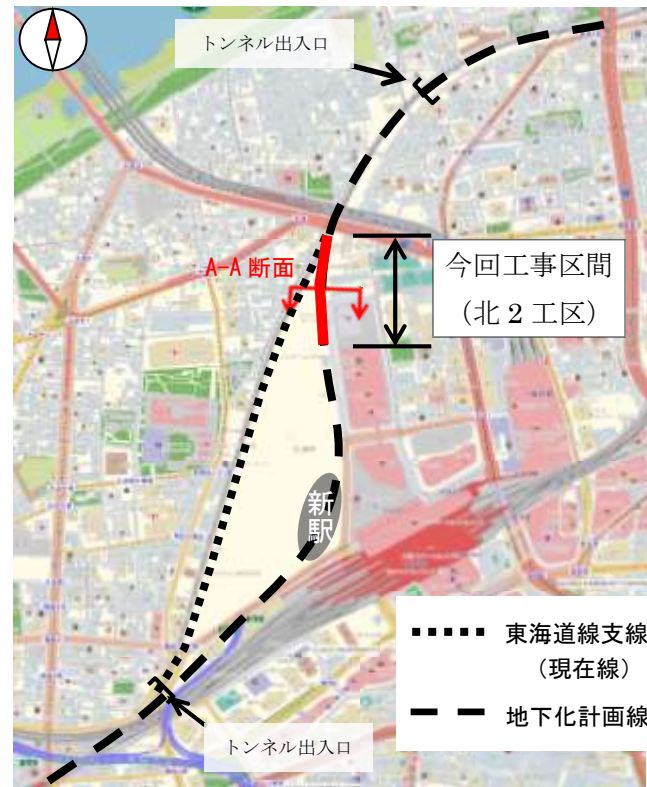 トンネル出入口
A-A 断面
今回工事区間
（北 2 工区）
新
駅
東海道線支線
（現在線）
地下化計画線
トンネル出入口